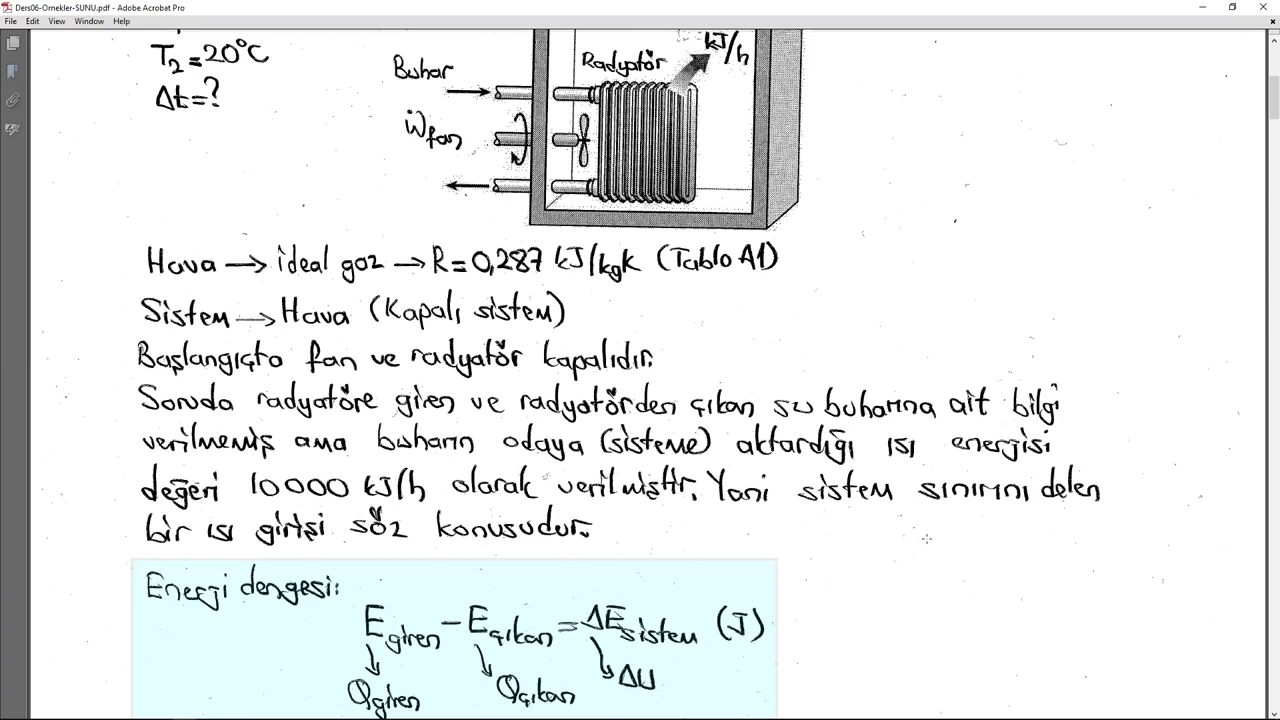 Ders06-Ornekler-SUNU.pdf - Adobe Acrobat Pro
File Edit View Window Help
T₂=20°C
Δt=?
Buhar
Ẇfan
Radyatör
kJ/h
Hava → ideal gaz → R=0,287 kJ/kgK (Tablo A1)
Sistem → Hava (Kapalı sistem)
Başlangıçta fan ve radyatör kapalıdır.
Soruda radyatöre giren ve radyatörden çıkan su buharına ait bilgi
verilmemiş ama buharın odaya (sisteme) aktardığı ısı enerjisi
değeri 10000 kJ/h olarak verilmiştir. Yani sistem sınırını delen
bir ısı girişi söz konusudur.
Enerji dengesi:
Egiren - Eçıkan = ΔEsistem (J)
Qgiren Qçıkan ΔU